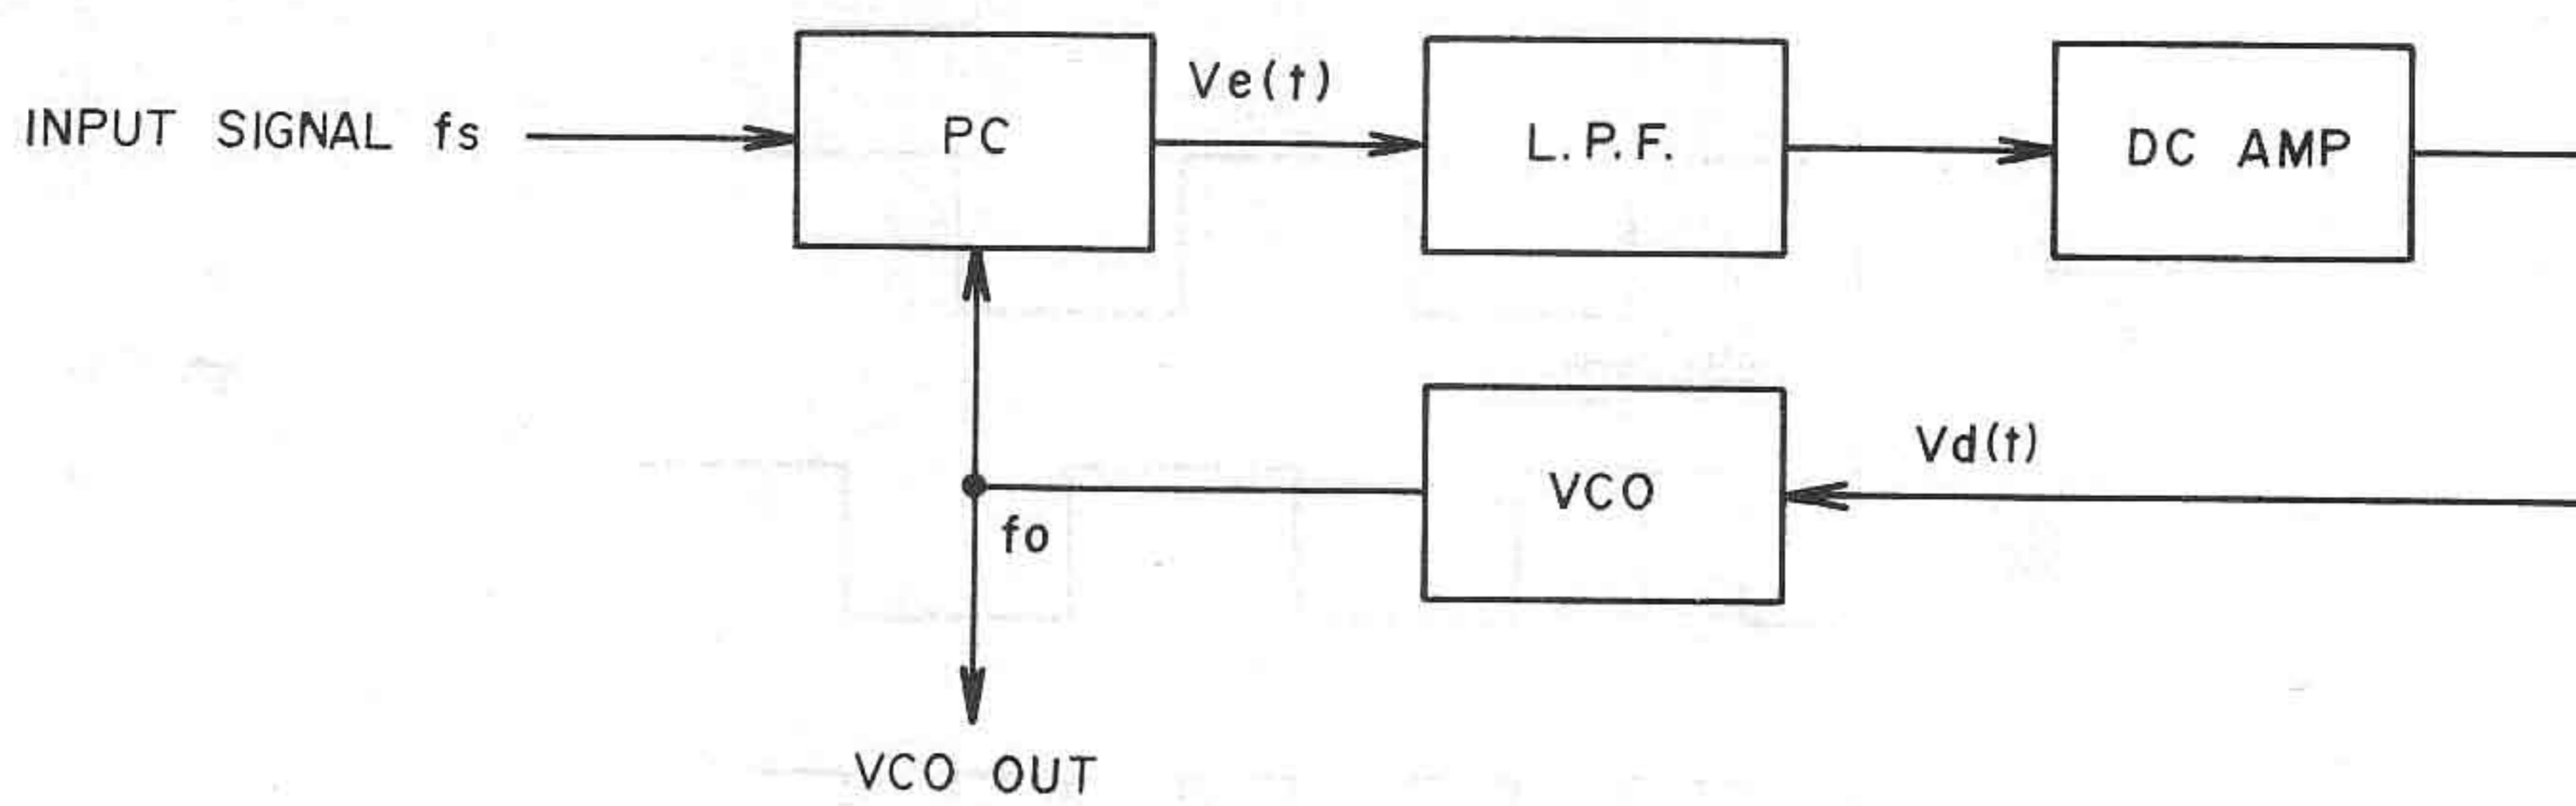 INPUT SIGNAL fs
PC
Ve(t)
L.P.F.
DC AMP
VCO
Vd(t)
fo
VCO OUT